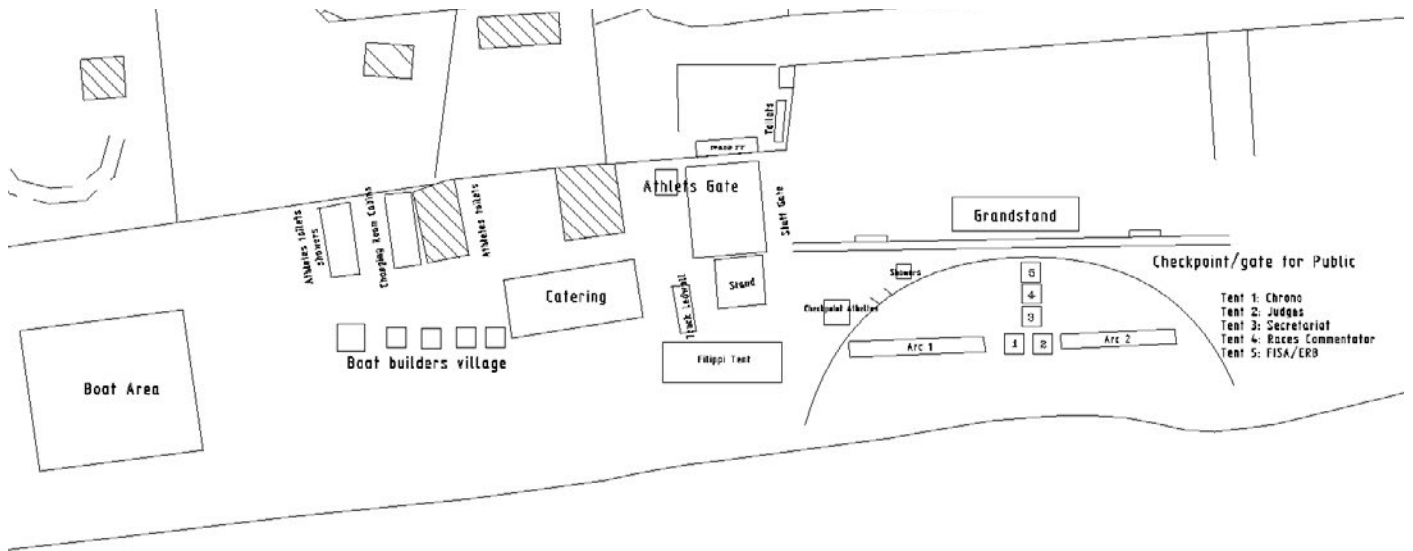 Toilets
Athlets Gate
Staff Gate
Athletes toilets
showers
Changing Room Cabins
Athletes toilets
Grandstand
Checkpoint/gate for Public
Showers
Catering
Stand
Truck Ledwall
Checkpoint Athletes
Boat builders village
Filippi Tent
Boat Area
Arc 1
Arc 2
5
4
3
1
2
Tent 1: Chrono
Tent 2: Judges
Tent 3: Secretariat
Tent 4: Races Commentator
Tent 5: FISA/ERB